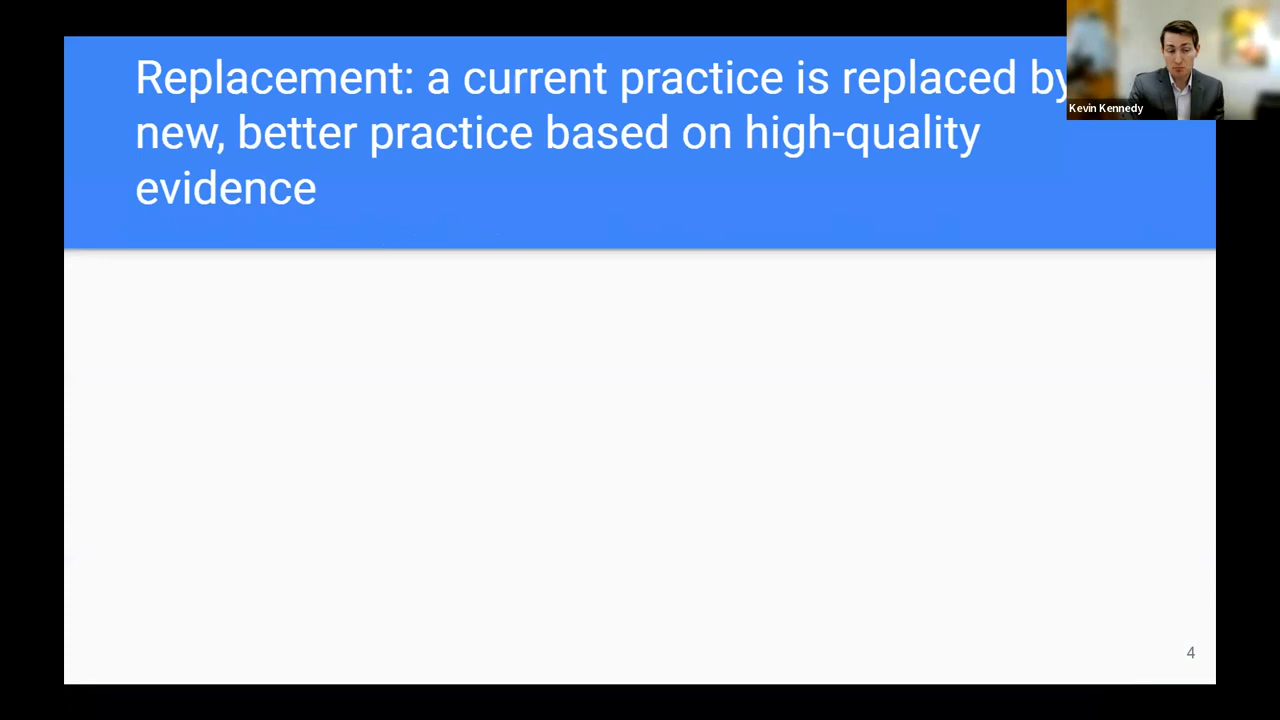 Replacement: a current practice is replaced by
new, better practice based on high-quality
evidence
Kevin Kennedy
4